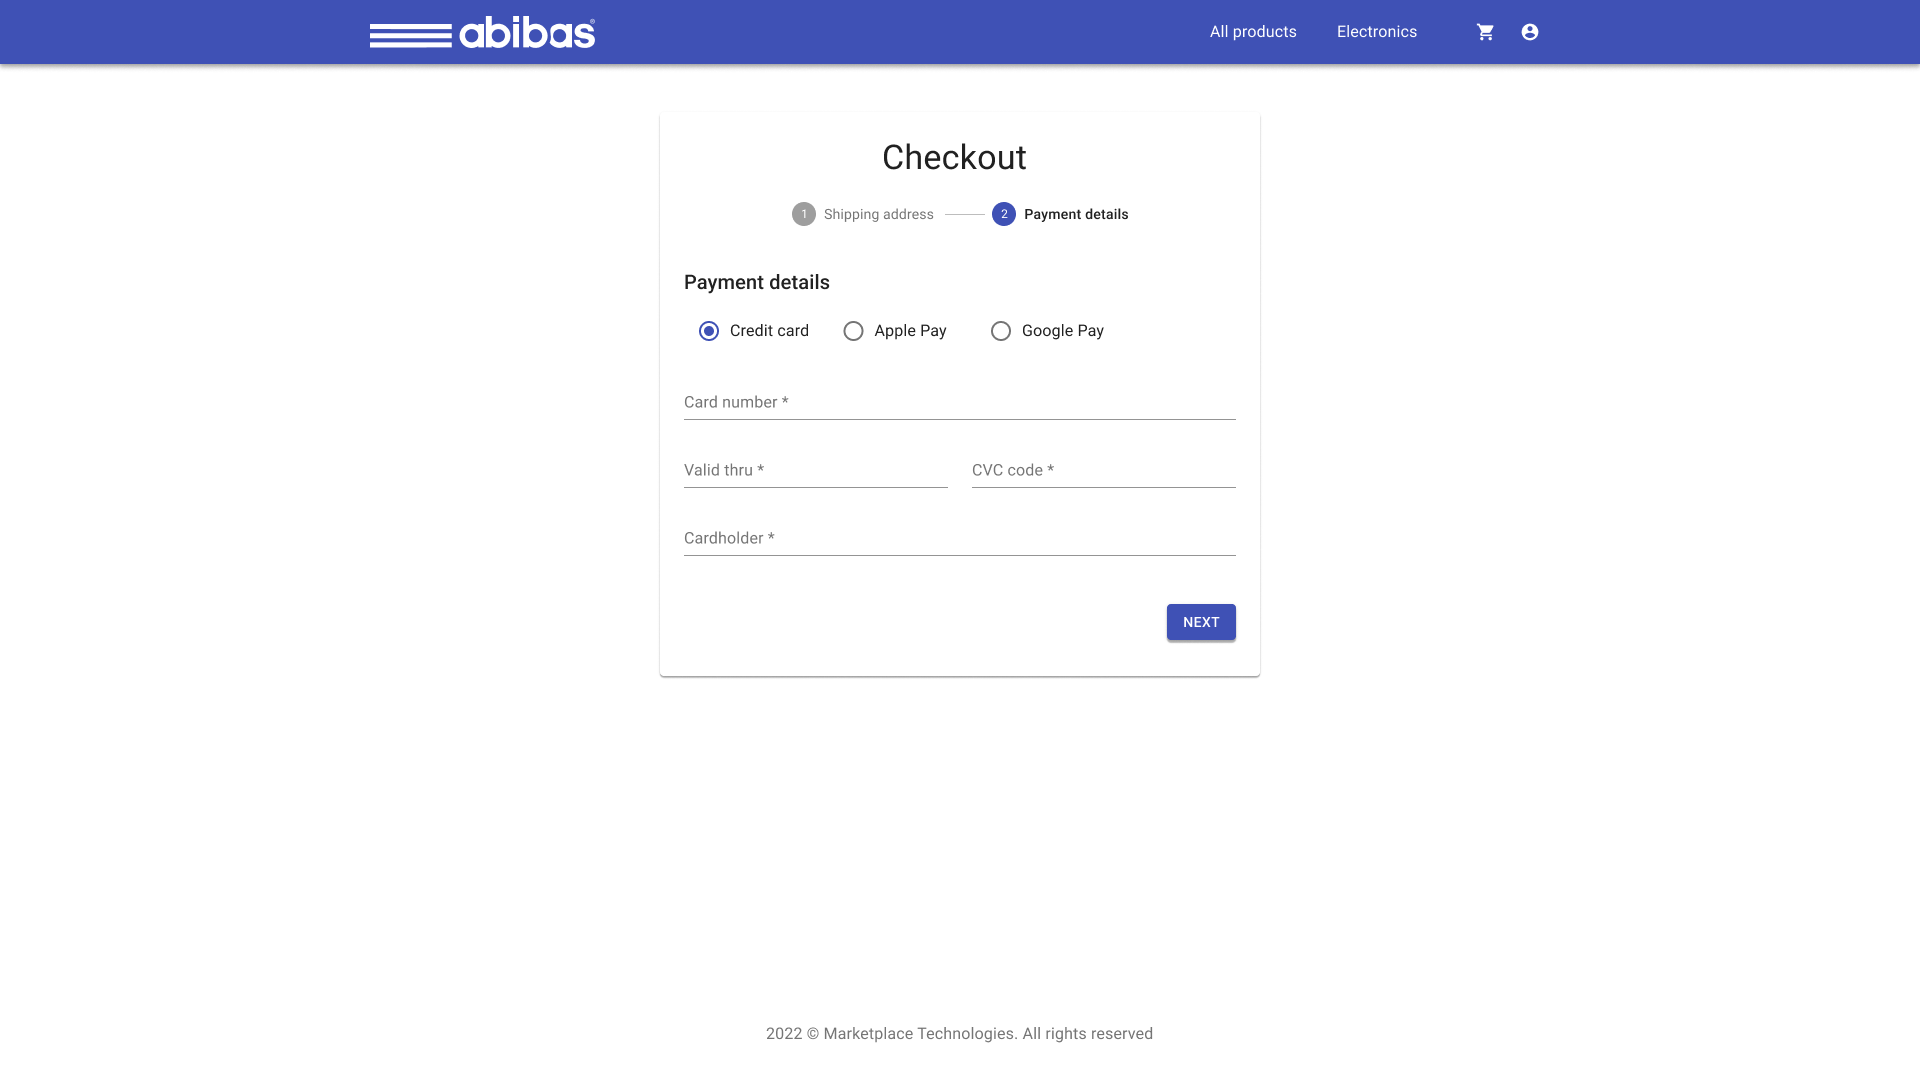 abibas®
All products
Electronics
Checkout
1 Shipping address
2 Payment details
Payment details
Credit card
Apple Pay
Google Pay
Card number *
Valid thru *
CVC code *
Cardholder *
NEXT
2022 © Marketplace Technologies. All rights reserved